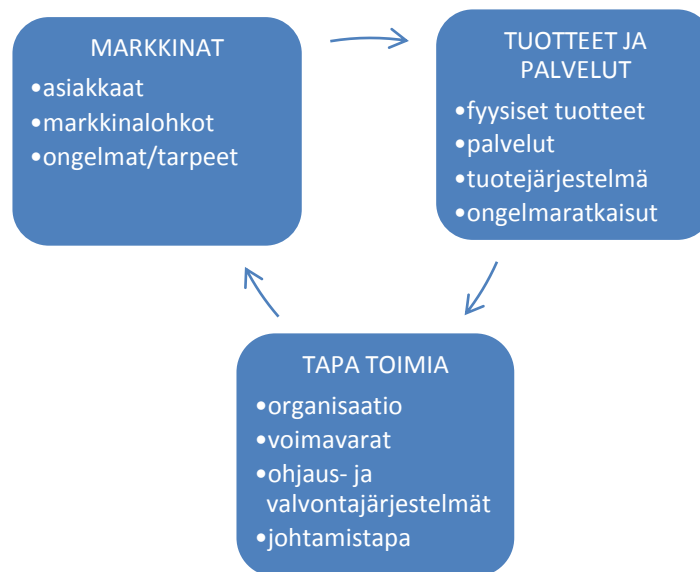 MARKKINAT
•asiakkaat
•markkinalohkot
•ongelmat/tarpeet
TUOTTEET JA
PALVELUT
•fyysiset tuotteet
•palvelut
•tuotejärjestelmä
•ongelmaratkaisut
TAPA TOIMIA
•organisaatio
•voimavarat
•ohjaus- ja
valvontajärjestelmät
•johtamistapa